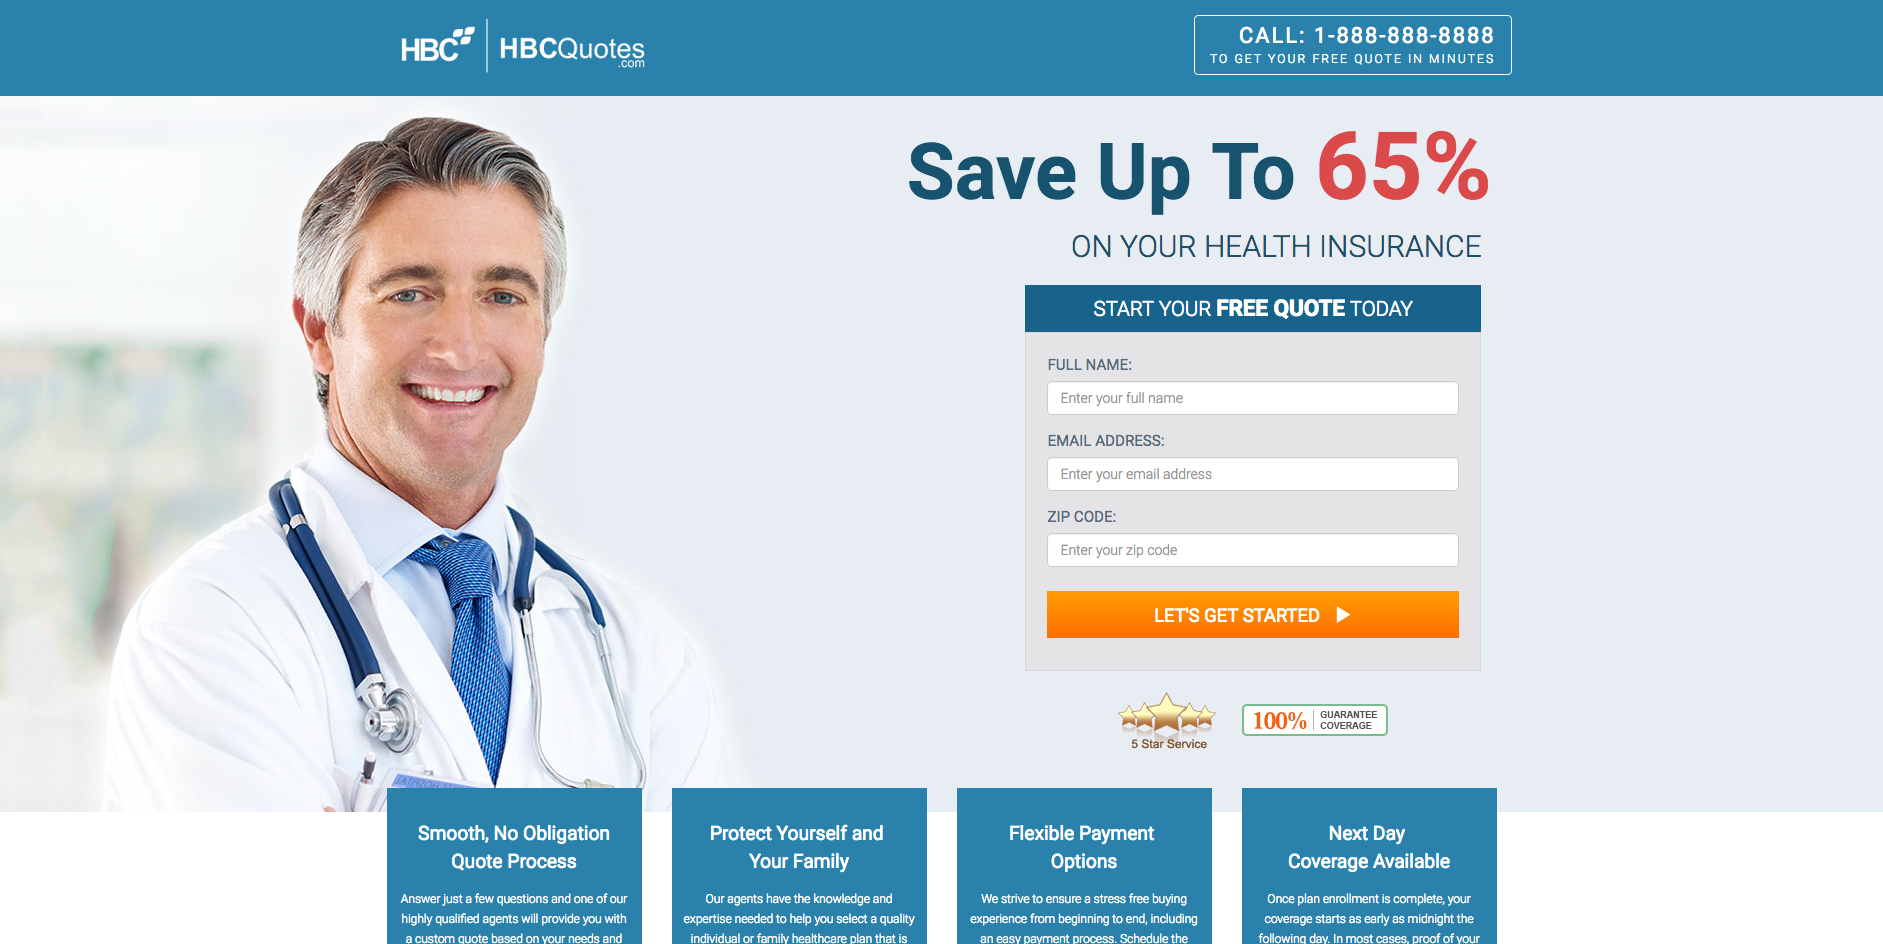 HBC
HBCQuotes
.com
CALL: 1-888-888-8888
TO GET YOUR FREE QUOTE IN MINUTES
Save Up To 65%
ON YOUR HEALTH INSURANCE
START YOUR FREE QUOTE TODAY
FULL NAME:
Enter your full name
EMAIL ADDRESS:
Enter your email address
ZIP CODE:
Enter your zip code
LET'S GET STARTED
5 Star Service
100%
GUARANTEE
COVERAGE
Smooth, No Obligation
Quote Process
Answer just a few questions and one of our
highly qualified agents will provide you with
a custom quote based on your needs and
Protect Yourself and
Your Family
Our agents have the knowledge and
expertise needed to help you select a quality
individual or family healthcare plan that is
Flexible Payment
Options
We strive to ensure a stress free buying
experience from beginning to end, including
an easy payment process. Schedule the
Next Day
Coverage Available
Once plan enrollment is complete, your
coverage starts as early as midnight the
following day. In most cases, proof of your